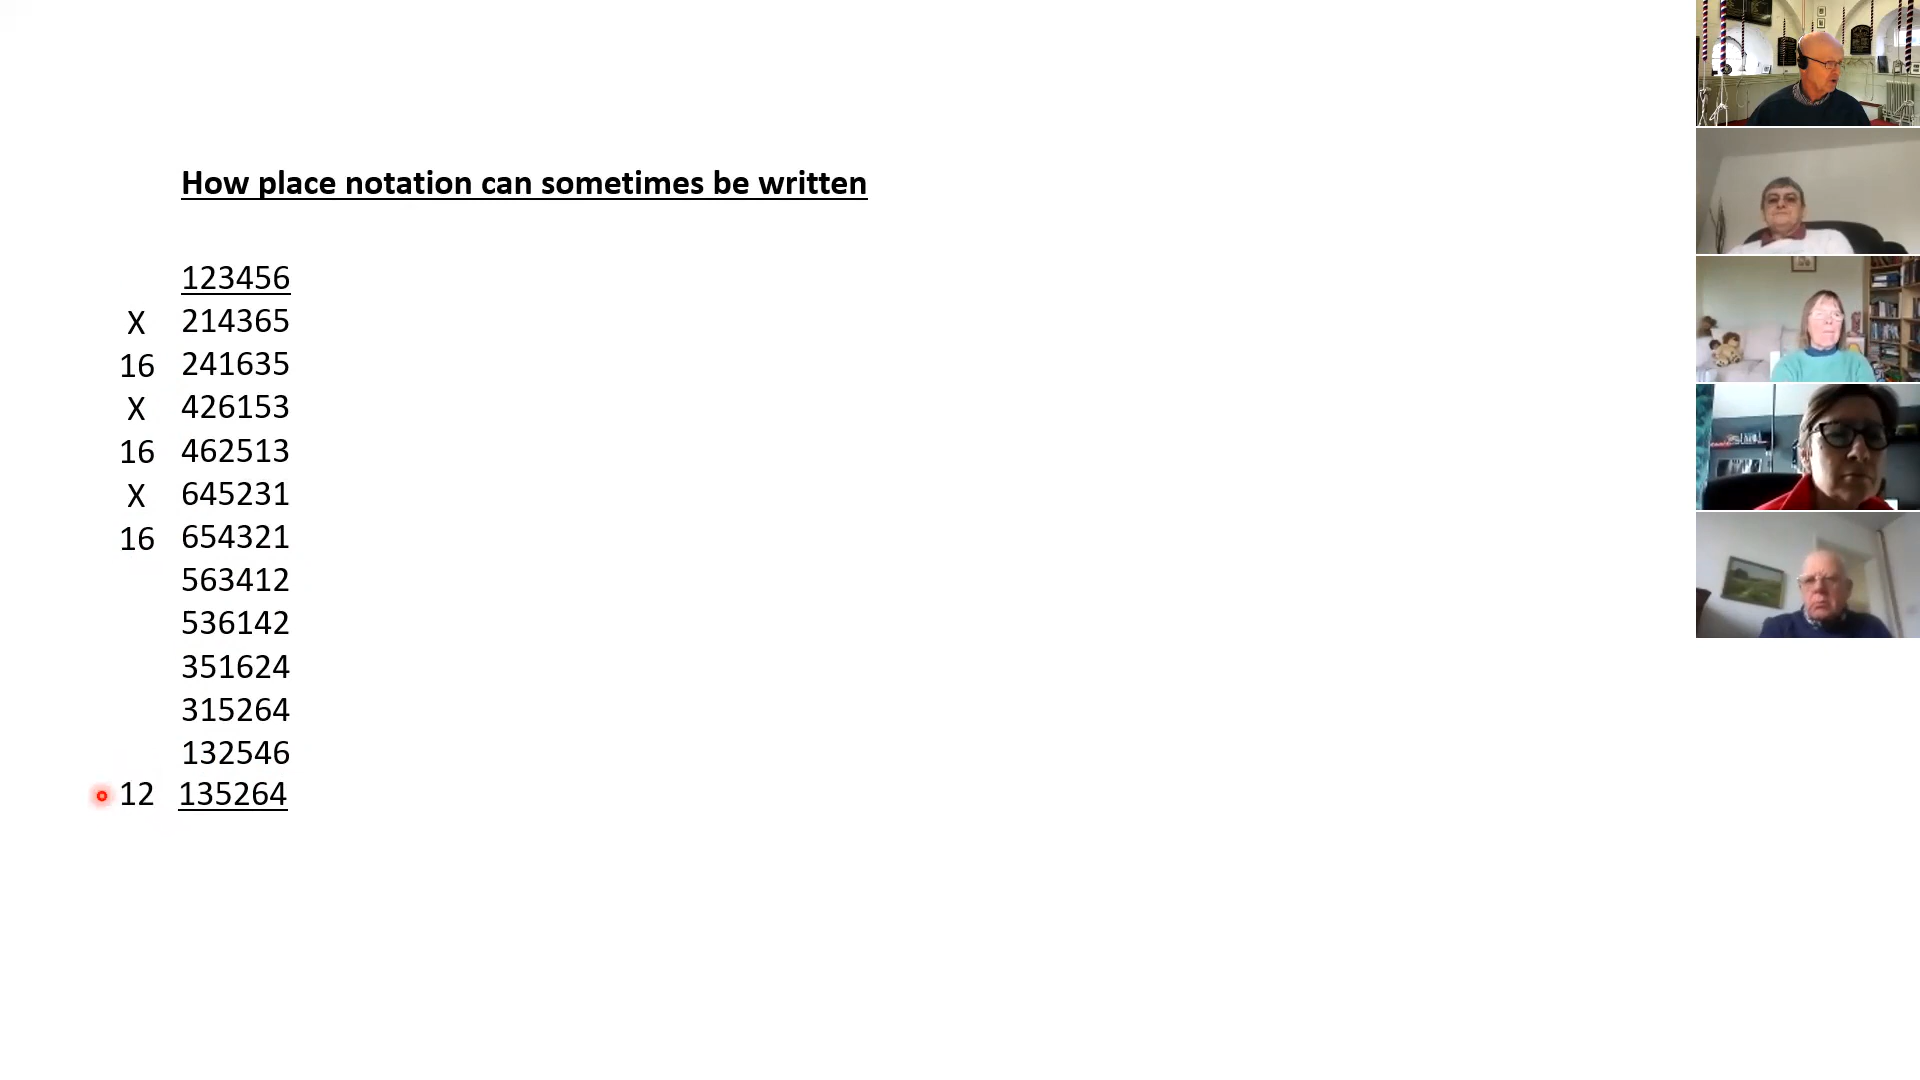 How place notation can sometimes be written
123456
X 214365
16 241635
X 426153
16 462513
X 645231
16 654321
563412
536142
351624
315264
132546
12 135264